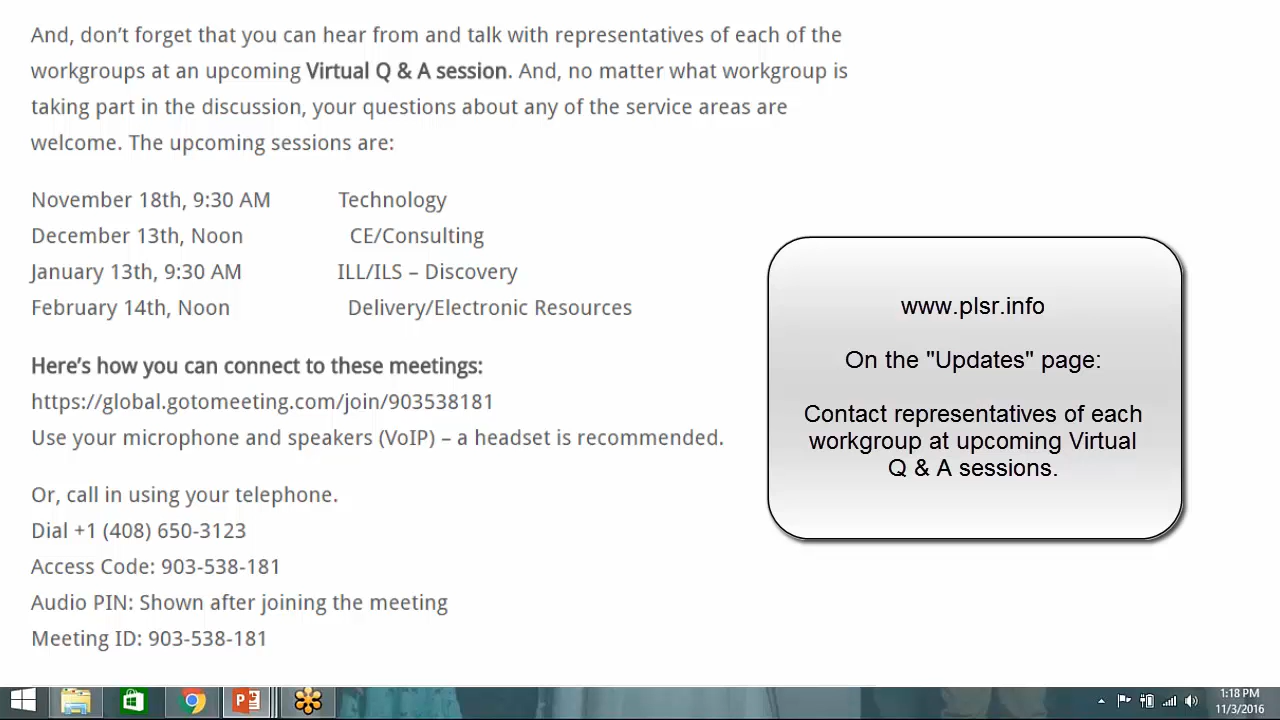 And, don't forget that you can hear from and talk with representatives of each of the
workgroups at an upcoming Virtual Q & A session. And, no matter what workgroup is
taking part in the discussion, your questions about any of the service areas are
welcome. The upcoming sessions are:
November 18th, 9:30 AM Technology
December 13th, Noon CE/Consulting
January 13th, 9:30 AM ILL/ILS – Discovery
February 14th, Noon Delivery/Electronic Resources
Here's how you can connect to these meetings:
https://global.gotomeeting.com/join/903538181
Use your microphone and speakers (VoIP) – a headset is recommended.
Or, call in using your telephone.
Dial +1 (408) 650-3123
Access Code: 903-538-181
Audio PIN: Shown after joining the meeting
Meeting ID: 903-538-181
www.plsr.info
On the "Updates" page:
Contact representatives of each
workgroup at upcoming Virtual
Q & A sessions.
1:18 PM
11/3/2016